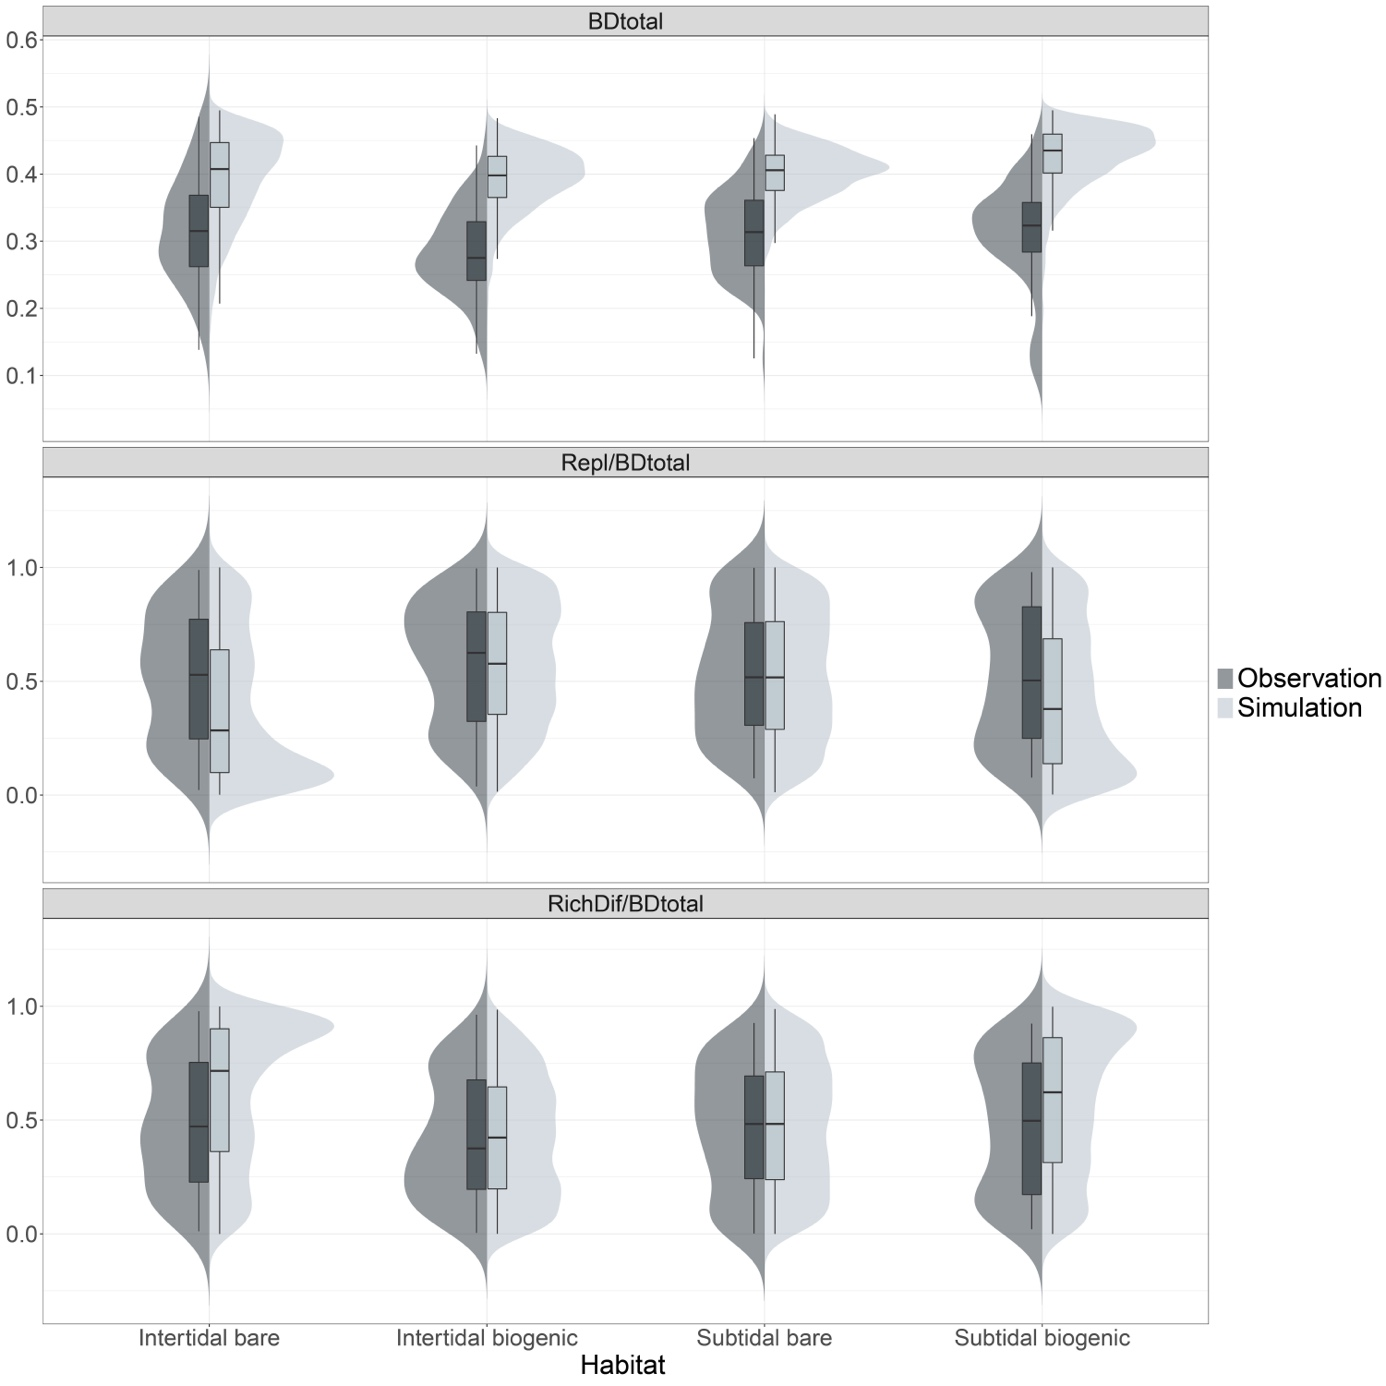 BDtotal
0.6
0.5
0.4
0.3
0.2
0.1
Repl/BDtotal
1.0
0.5
0.0
Observation
Simulation
RichDif/BDtotal
1.0
0.5
0.0
Intertidal bare Intertidal biogenic Subtidal bare Subtidal biogenic
Habitat